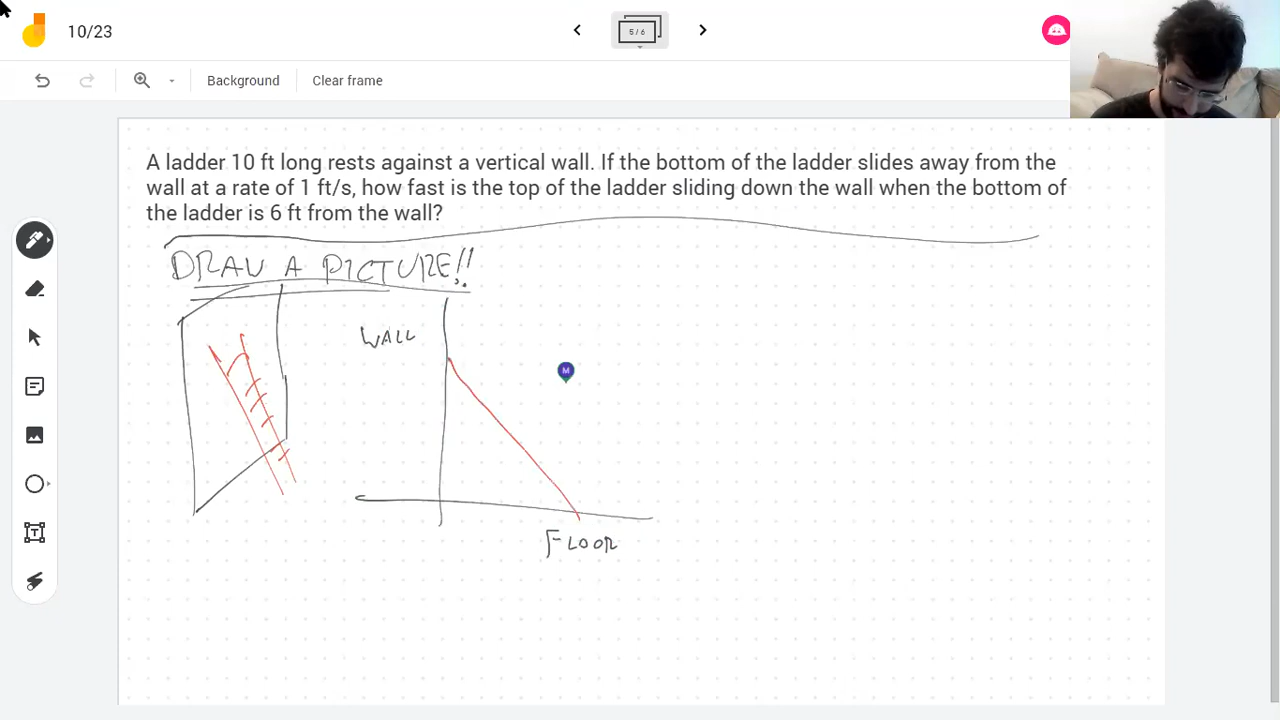 10/23
5 / 6
Background
Clear frame
A ladder 10 ft long rests against a vertical wall. If the bottom of the ladder slides away from the
wall at a rate of 1 ft/s, how fast is the top of the ladder sliding down the wall when the bottom of
the ladder is 6 ft from the wall?
DRAW A PICTURE!!
WALL
M
FLOOR